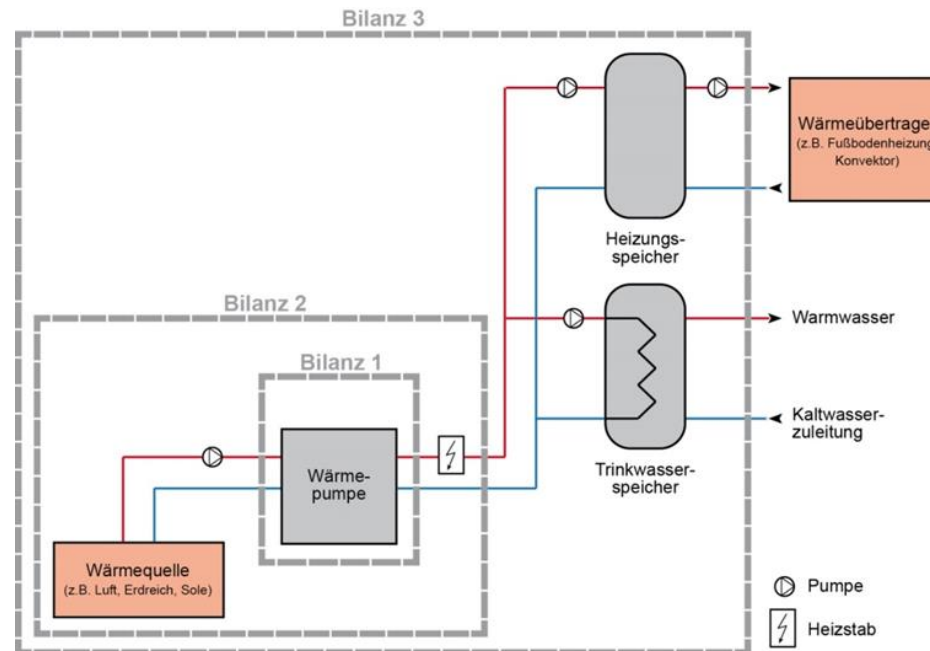 Bilanz 3
Wärmeübertrage
(z.B. Fußbodenheizung
Konvektor)
Heizungs-
speicher
Bilanz 2
Warmwasser
Bilanz 1
Kaltwasser-
zuleitung
Trinkwasser-
speicher
Wärme-
pumpe
Wärmequelle
(z.B. Luft, Erdreich, Sole)
Pumpe
Heizstab